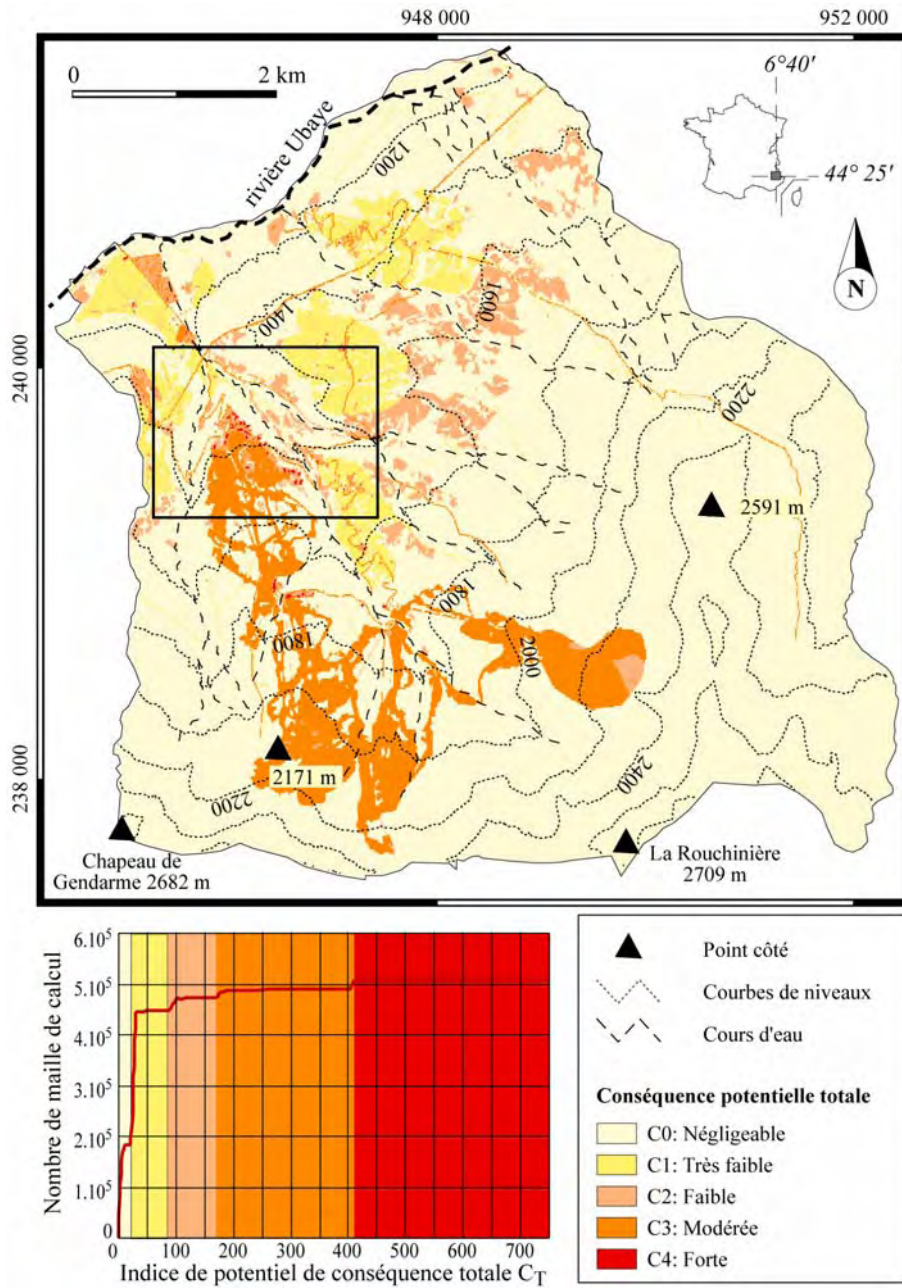 948 000
952 000
0
2 km
6°40'
44° 25'
rivière Ubaye
1200
N
1400
1600
240 000
2200
2591 m
1800
1800
2000
2171 m
238 000
2200
2400
Chapeau de
Gendarme 2682 m
La Rouchinière
2709 m
Nombre de maille de calcul
6.10⁵
5.10⁵
4.10⁵
3.10⁵
2.10⁵
1.10⁵
0
0 100 200 300 400 500 600 700
Indice de potentiel de conséquence totale C_T
Point côté
Courbes de niveaux
Cours d'eau
Conséquence potentielle totale
C0: Négligeable
C1: Très faible
C2: Faible
C3: Modérée
C4: Forte